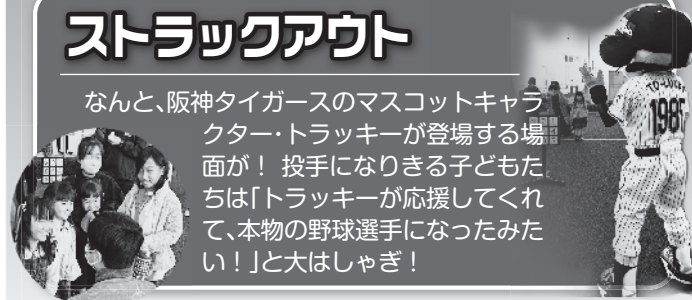 ストラックアウト
なんと、阪神タイガースのマスコットキャラ
クター・トラッキーが登場する場
面が！ 投手になりきる子どもた
ちは「トラッキーが応援してくれ
て、本物の野球選手になったみた
い！」と大はしゃぎ！
TO-LUCKY
1985